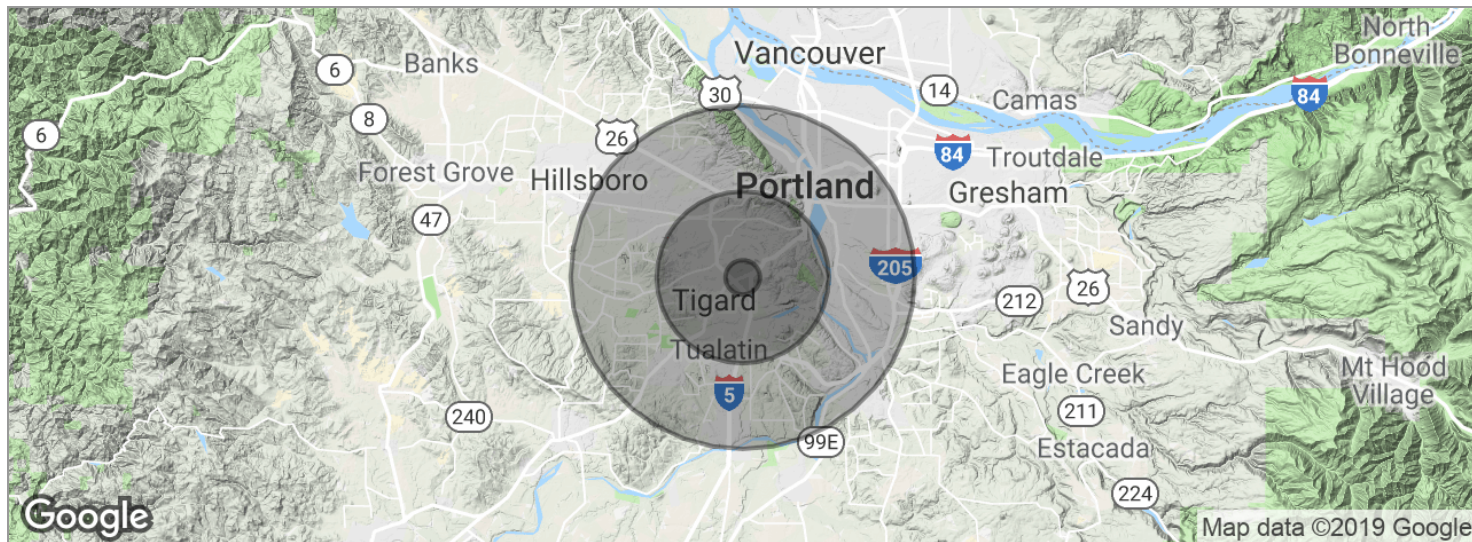 North
Bonneville
Vancouver
Banks
6
30
14
84
Camas
8
26
6
84
Troutdale
Forest Grove
Hillsboro
Portland
Gresham
47
205
26
212
Tigard
Sandy
Tualatin
Eagle Creek
Mt Hood
Village
5
240
211
99E
Estacada
224
Google
Map data ©2019 Google